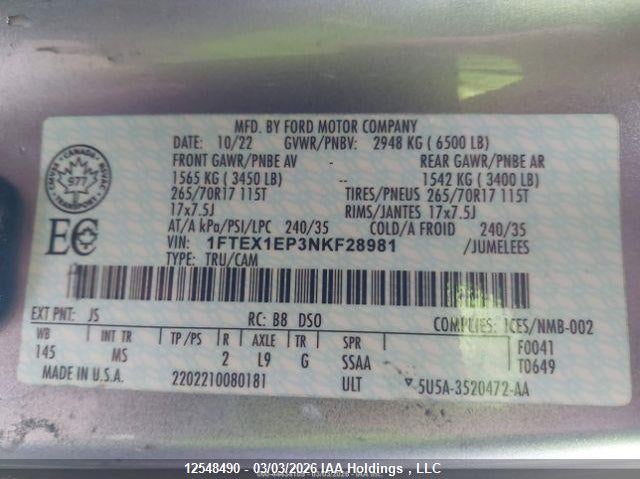 MFD. BY FORD MOTOR COMPANY
DATE: 10/22 GVWR/PNBV: 2948 KG ( 6500 LB)
FRONT GAWR/PNBE AV REAR GAWR/PNBE AR
1565 KG ( 3450 LB) 1542 KG ( 3400 LB)
265/70R17 115T TIRES/PNEUS 265/70R17 115T
17x7.5J RIMS/JANTES 17x7.5J
AT/A kPa/PSI/LPC 240/35 COLD/A FROID 240/35
VIN: 1FTEX1EP3NKF28981 /JUMELEES
TYPE: TRU/CAM
CANADA
577
TRANSPORT
EC
EXT PNT: JS RC: B8 DSO COMPLIES: ICES/NMB-002
WB INT TR TP/PS R AXLE TR SPR F0041
145 MS 2 L9 G SSAA T0649
MADE IN U.S.A. 2202210080181 ULT 5U5A-3520472-AA
12548490 - 03/03/2026 IAA Holdings , LLC